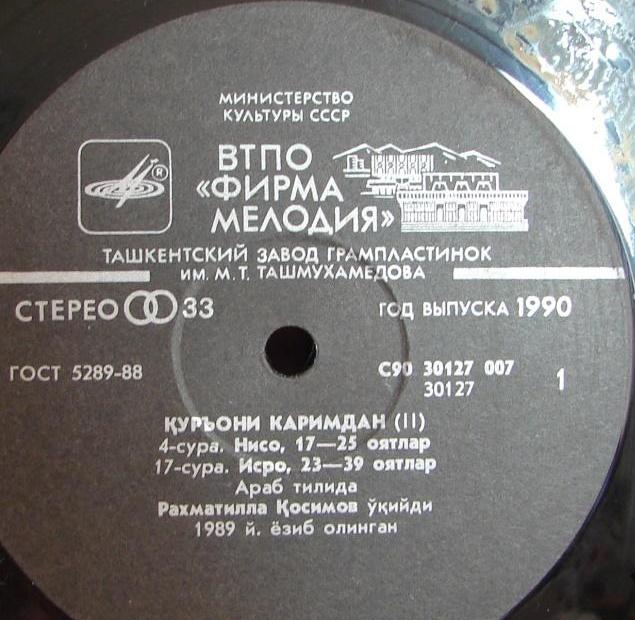 МИНИСТЕРСТВО
КУЛЬТУРЫ СССР
ВТПО
«ФИРМА
МЕЛОДИЯ»
®
ТАШКЕНТСКИЙ ЗАВОД ГРАМПЛАСТИНОК
ИМ. М. Т. ТАШМУХАМЕДОВА
СТЕРЕО 33
ГОД ВЫПУСКА 1990
ГОСТ 5289-88
С90 30127 007
30127
1
ҚУРЪОНИ КАРИМДАН (II)
4-сура. Нисо, 17—25 оятлар
17-сура. Исро, 23—39 оятлар
Араб тилида
Рахматилла Қосимов ўқийди
1989 й. ёзиб олинган